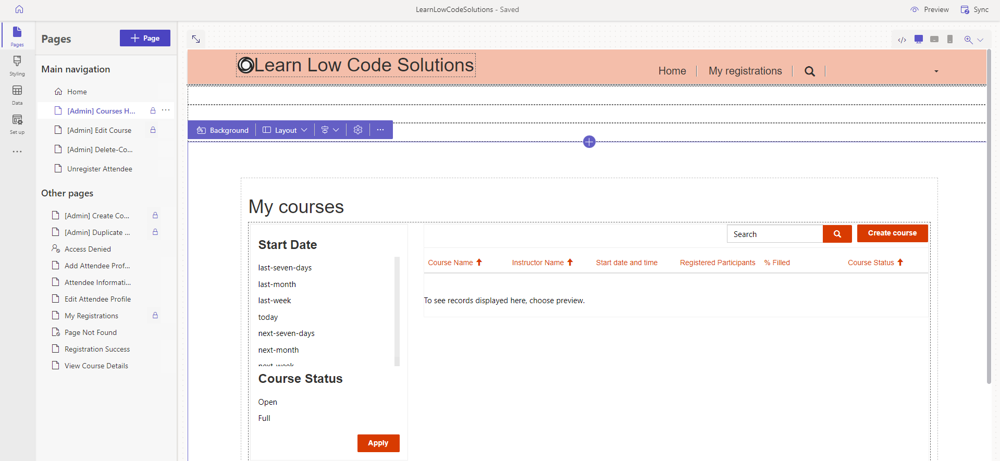 LearnLowCodeSolutions - Saved
Preview
Sync
Pages
Styling
Data
Set up
Pages
Page
Main navigation
Home
[Admin] Courses H...
[Admin] Edit Course
[Admin] Delete-Co...
Unregister Attendee
Other pages
[Admin] Create Co...
[Admin] Duplicate ...
Access Denied
Add Attendee Prof...
Attendee Informati...
Edit Attendee Profile
My Registrations
Page Not Found
Registration Success
View Course Details
Learn Low Code Solutions
Home
My registrations
Background
Layout
My courses
Start Date
last-seven-days
last-month
last-week
today
next-seven-days
next-month
next-week
Course Status
Open
Full
Apply
Search
Create course
Course Name
Instructor Name
Start date and time
Registered Participants
% Filled
Course Status
To see records displayed here, choose preview.